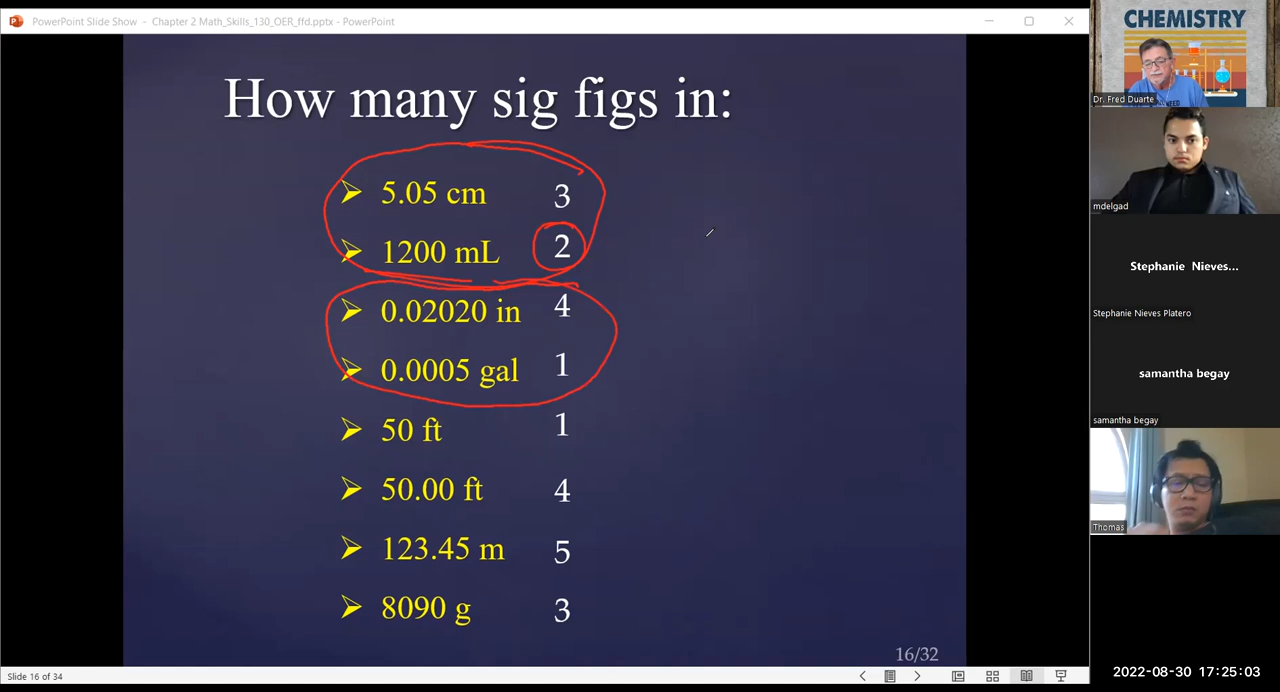 PowerPoint Slide Show - Chapter 2 Math_Skills_130_OER_ffd.pptx - PowerPoint
How many sig figs in:
5.05 cm 3
1200 mL 2
0.02020 in 4
0.0005 gal 1
50 ft 1
50.00 ft 4
123.45 m 5
8090 g 3
16/32
Slide 16 of 34
CHEMISTRY
Dr. Fred Duarte
mdelgad
Stephanie Nieves...
Stephanie Nieves Platero
samantha begay
samantha begay
Thomas
2022-08-30 17:25:03